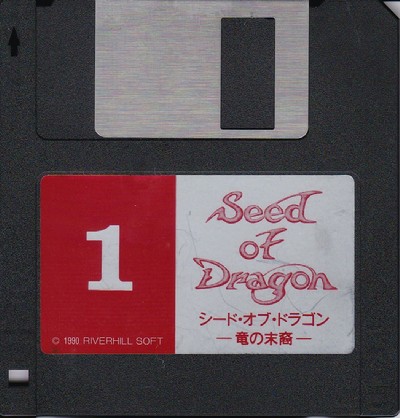 1
© 1990 RIVERHILL SOFT
Seed
of
Dragon
シード・オブ・ドラゴン
―竜の末裔―